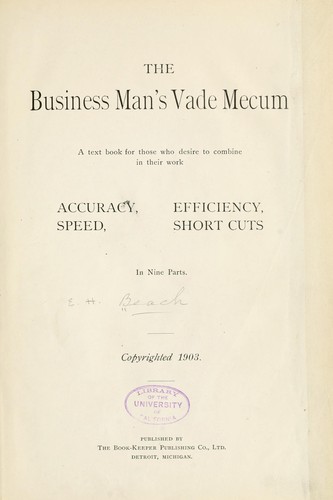 THE
Business Man's Vade Mecum
A text book for those who desire to combine
in their work
ACCURACY, EFFICIENCY,
SPEED, SHORT CUTS
In Nine Parts.
E. H. Beach
Copyrighted 1903.
LIBRARY
OF THE
UNIVERSITY
OF
CALIFORNIA
PUBLISHED BY
THE BOOK-KEEPER PUBLISHING CO., LTD.
DETROIT, MICHIGAN.